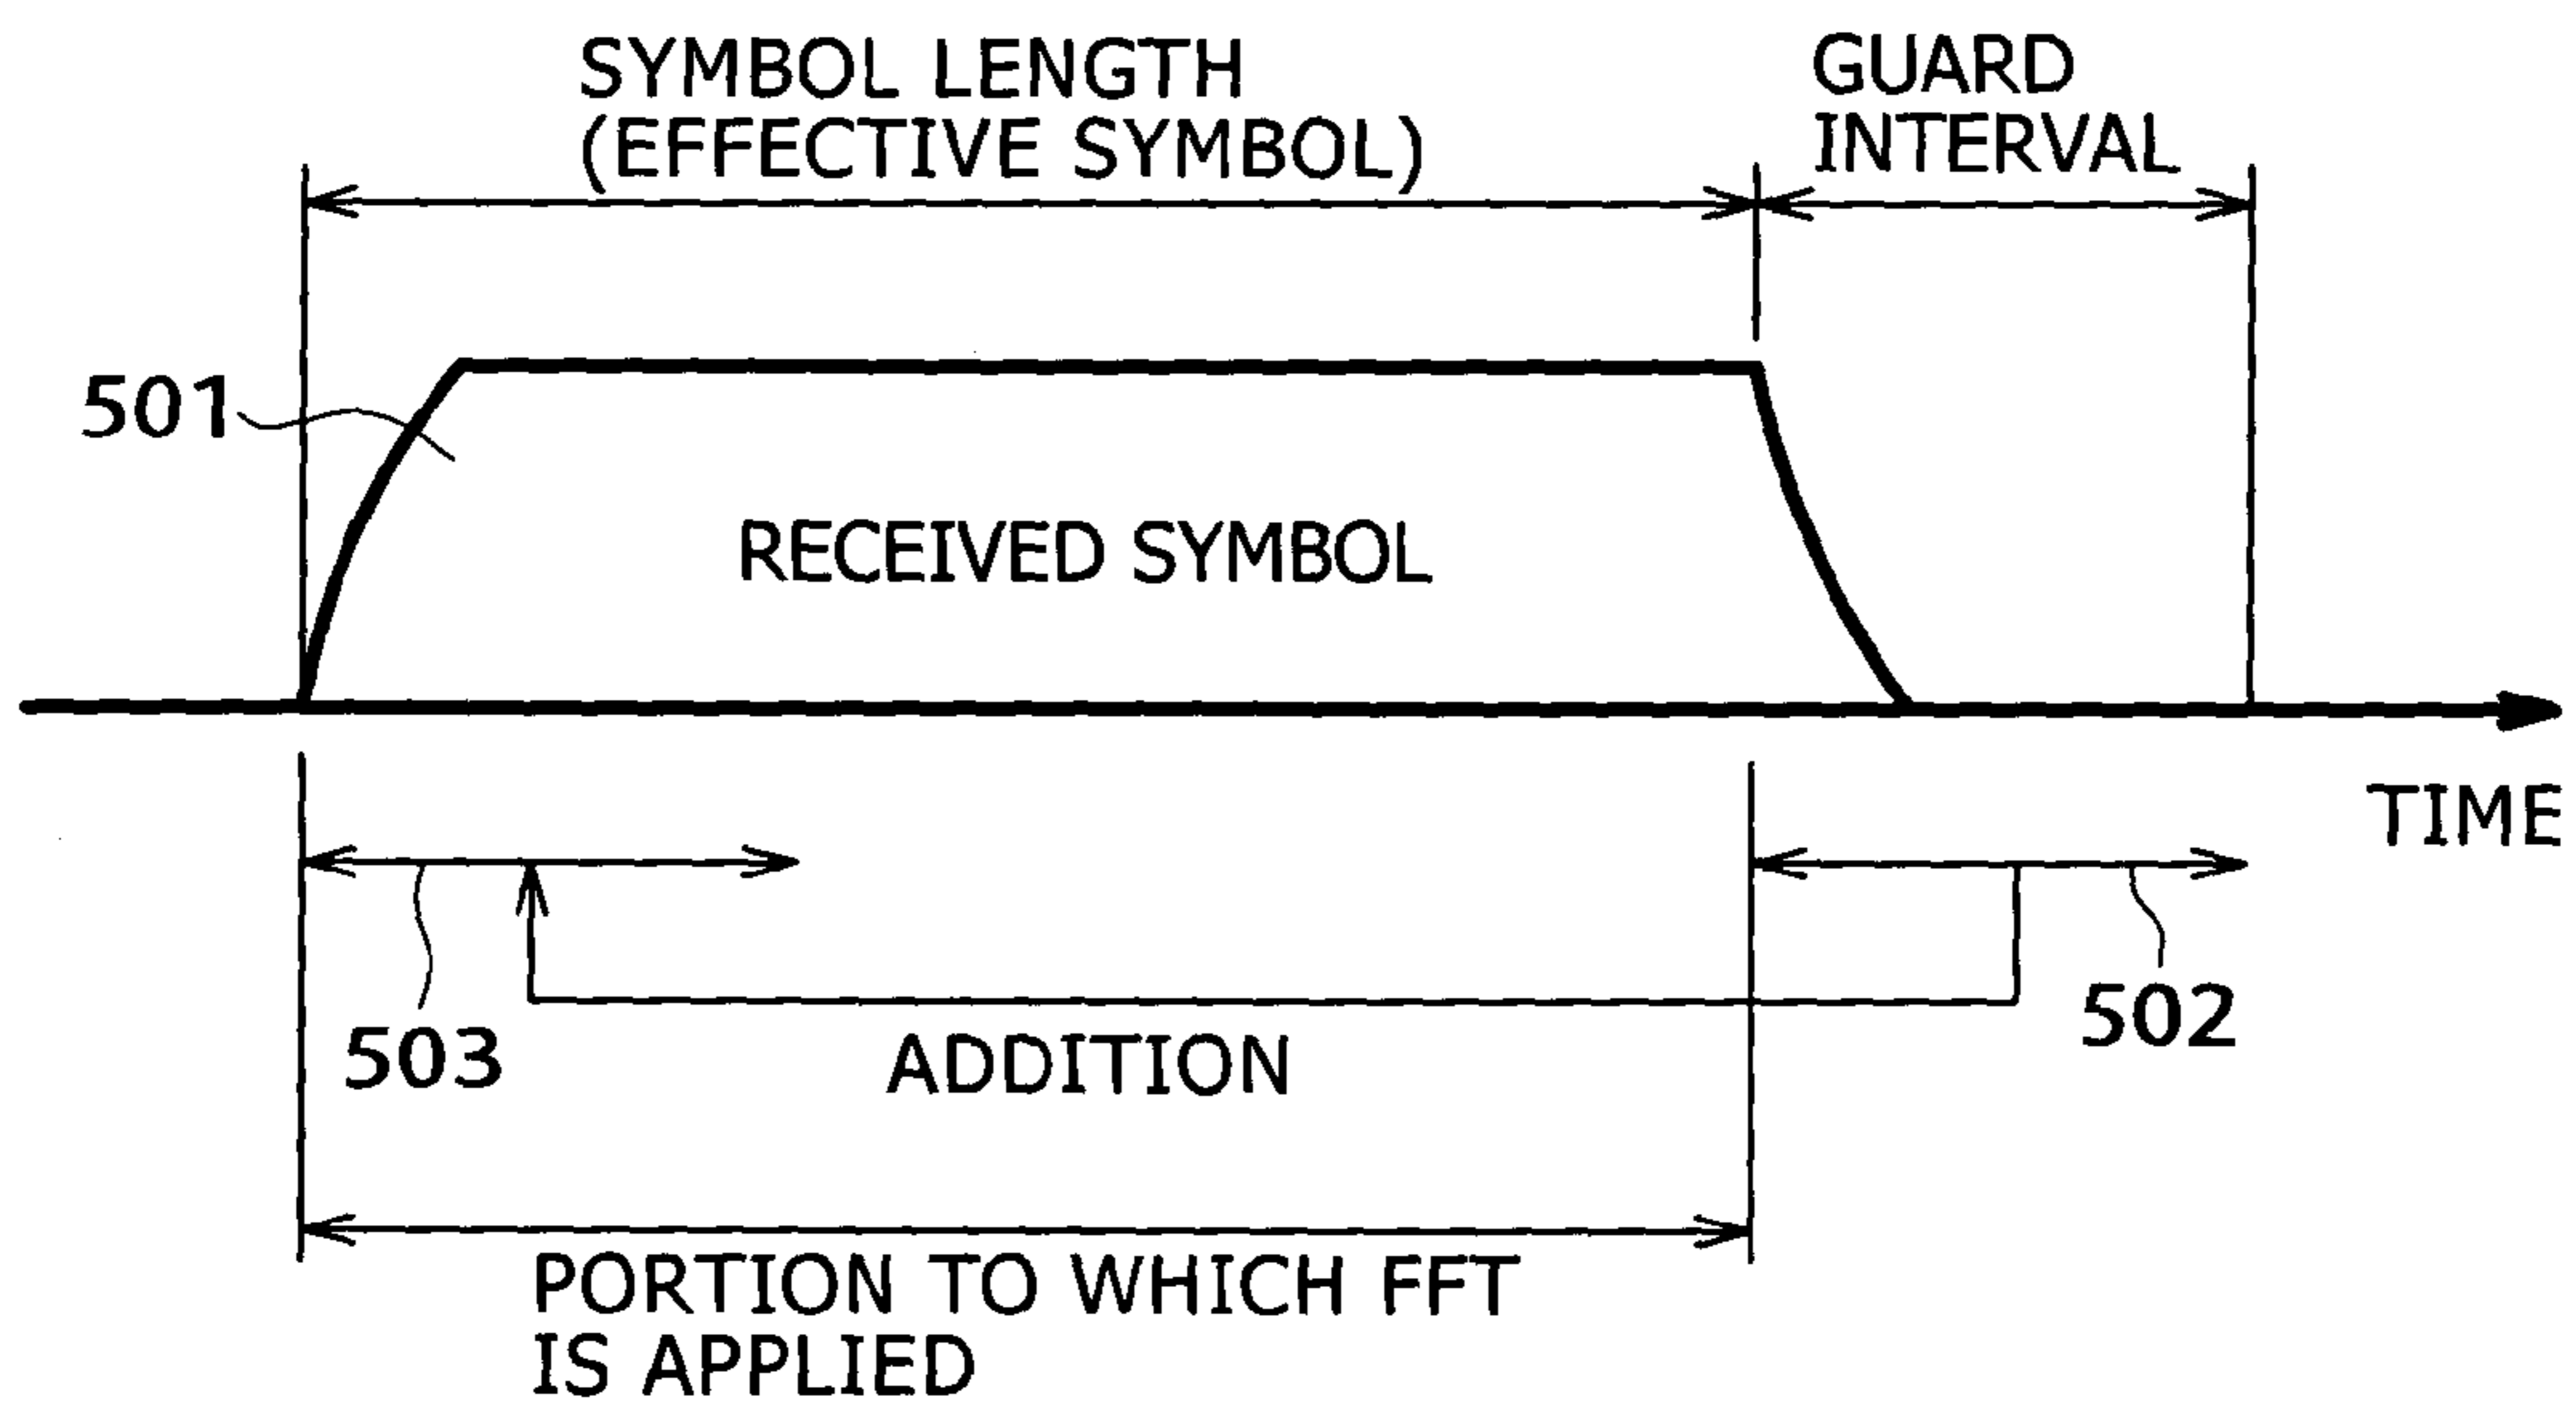 SYMBOL LENGTH
(EFFECTIVE SYMBOL)
GUARD
INTERVAL
501
RECEIVED SYMBOL
TIME
503
502
ADDITION
PORTION TO WHICH FFT
IS APPLIED